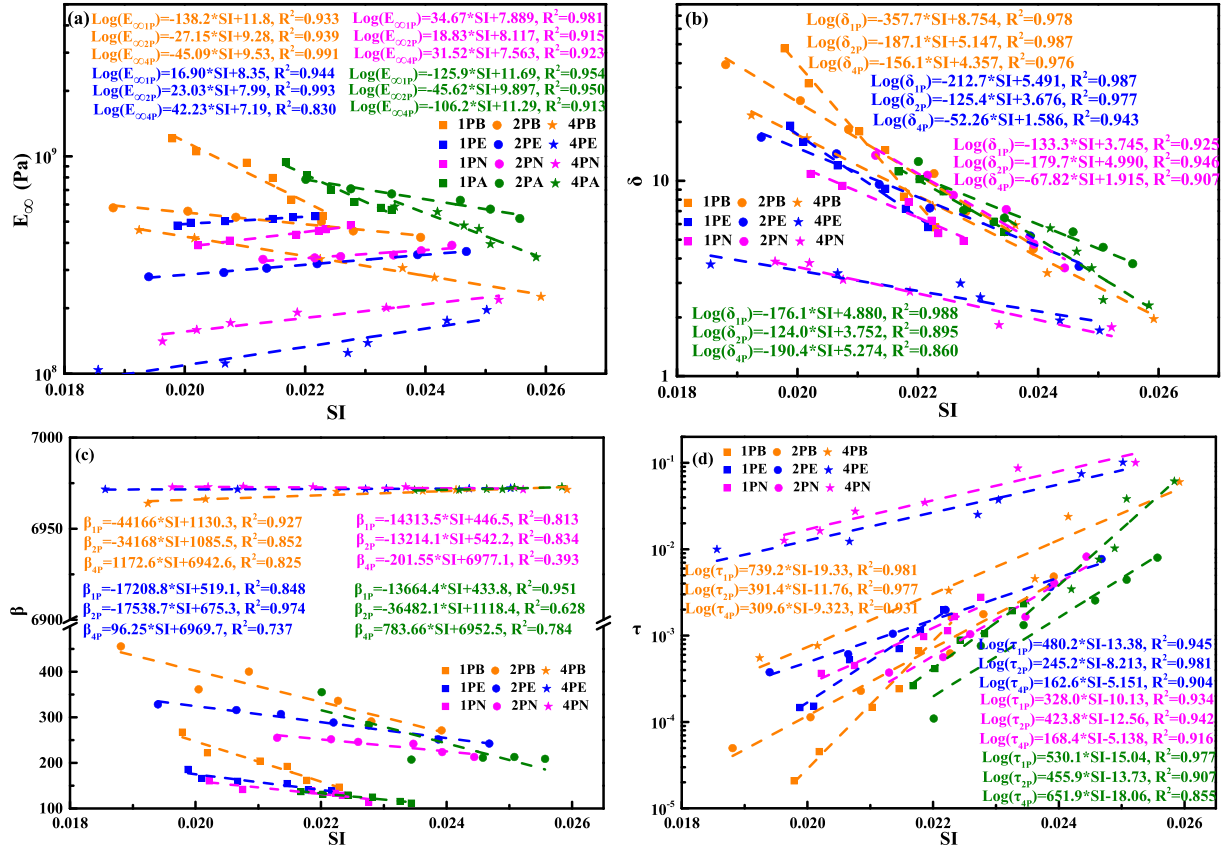 (a)
Log(E∞1P)=-138.2*SI+11.8, R²=0.933
Log(E∞2P)=-27.15*SI+9.28, R²=0.939
Log(E∞4P)=-45.09*SI+9.53, R²=0.991
Log(E∞1P)=34.67*SI+7.889, R²=0.981
Log(E∞2P)=18.83*SI+8.117, R²=0.915
Log(E∞4P)=31.52*SI+7.563, R²=0.923
Log(E∞1P)=16.90*SI+8.35, R²=0.944
Log(E∞2P)=23.03*SI+7.99, R²=0.993
Log(E∞4P)=42.23*SI+7.19, R²=0.830
Log(E∞1P)=-125.9*SI+11.69, R²=0.954
Log(E∞2P)=-45.62*SI+9.897, R²=0.950
Log(E∞4P)=-106.2*SI+11.29, R²=0.913
1PB 2PB 4PB
1PE 2PE 4PE
1PN 2PN 4PN
1PA 2PA 4PA
10⁹
10⁸
E∞ (Pa)
0.018 0.020 0.022 0.024 0.026
SI
(b)
Log(δ1P)=-357.7*SI+8.754, R²=0.978
Log(δ2P)=-187.1*SI+5.147, R²=0.987
Log(δ4P)=-156.1*SI+4.357, R²=0.976
Log(δ1P)=-212.7*SI+5.491, R²=0.987
Log(δ2P)=-125.4*SI+3.676, R²=0.977
Log(δ4P)=-52.26*SI+1.586, R²=0.943
Log(δ1P)=-133.3*SI+3.745, R²=0.925
Log(δ2P)=-179.7*SI+4.990, R²=0.946
Log(δ4P)=-67.82*SI+1.915, R²=0.907
1PB 2PB 4PB
1PE 2PE 4PE
1PN 2PN 4PN
Log(δ1P)=-176.1*SI+4.880, R²=0.988
Log(δ2P)=-124.0*SI+3.752, R²=0.895
Log(δ4P)=-190.4*SI+5.274, R²=0.860
10
1
δ
0.018 0.020 0.022 0.024 0.026
SI
(c)
β1P=-44166*SI+1130.3, R²=0.927
β2P=-34168*SI+1085.5, R²=0.852
β4P=1172.6*SI+6942.6, R²=0.825
β1P=-14313.5*SI+446.5, R²=0.813
β2P=-13214.1*SI+542.2, R²=0.834
β4P=-201.55*SI+6977.1, R²=0.393
β1P=-17208.8*SI+519.1, R²=0.848
β2P=-17538.7*SI+675.3, R²=0.974
β4P=96.25*SI+6969.7, R²=0.737
β1P=-13664.4*SI+433.8, R²=0.951
β2P=-36482.1*SI+1118.4, R²=0.628
β4P=783.66*SI+6952.5, R²=0.784
1PB 2PB 4PB
1PE 2PE 4PE
1PN 2PN 4PN
7000
6950
6900
400
300
200
100
β
0.018 0.020 0.022 0.024 0.026
SI
(d)
1PB 2PB 4PB
1PE 2PE 4PE
1PN 2PN 4PN
Log(τ1P)=739.2*SI-19.33, R²=0.981
Log(τ2P)=391.4*SI-11.76, R²=0.977
Log(τ4P)=309.6*SI-9.323, R²=0.931
Log(τ1P)=480.2*SI-13.38, R²=0.945
Log(τ2P)=245.2*SI-8.213, R²=0.981
Log(τ4P)=162.6*SI-5.151, R²=0.904
Log(τ1P)=328.0*SI-10.13, R²=0.934
Log(τ2P)=423.8*SI-12.56, R²=0.942
Log(τ4P)=168.4*SI-5.138, R²=0.916
Log(τ1P)=530.1*SI-15.04, R²=0.977
Log(τ2P)=455.9*SI-13.73, R²=0.907
Log(τ4P)=651.9*SI-18.06, R²=0.855
10⁻¹
10⁻²
10⁻³
10⁻⁴
10⁻⁵
τ
0.018 0.020 0.022 0.024 0.026
SI